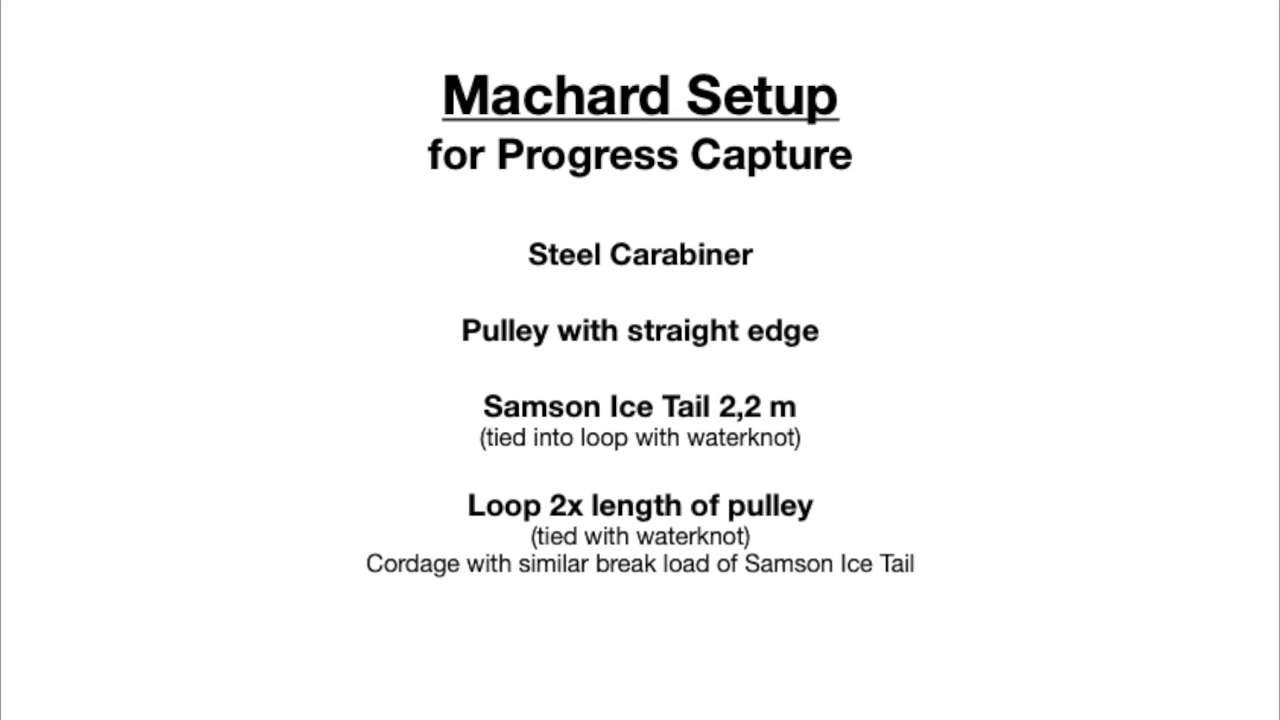 Machard Setup
for Progress Capture
Steel Carabiner
Pulley with straight edge
Samson Ice Tail 2,2 m
(tied into loop with waterknot)
Loop 2x length of pulley
(tied with waterknot)
Cordage with similar break load of Samson Ice Tail